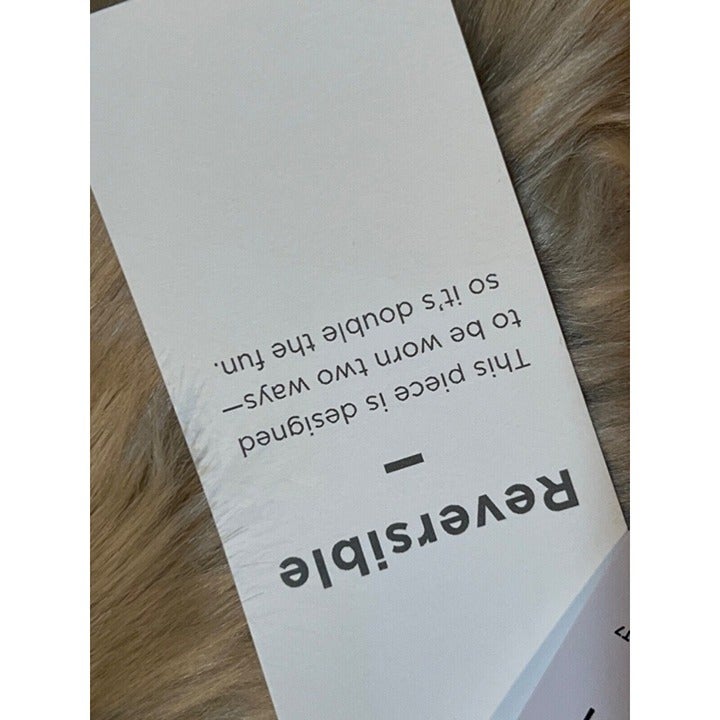 Reversible
This piece is designed
to be worn two ways—
so it's double the fun.